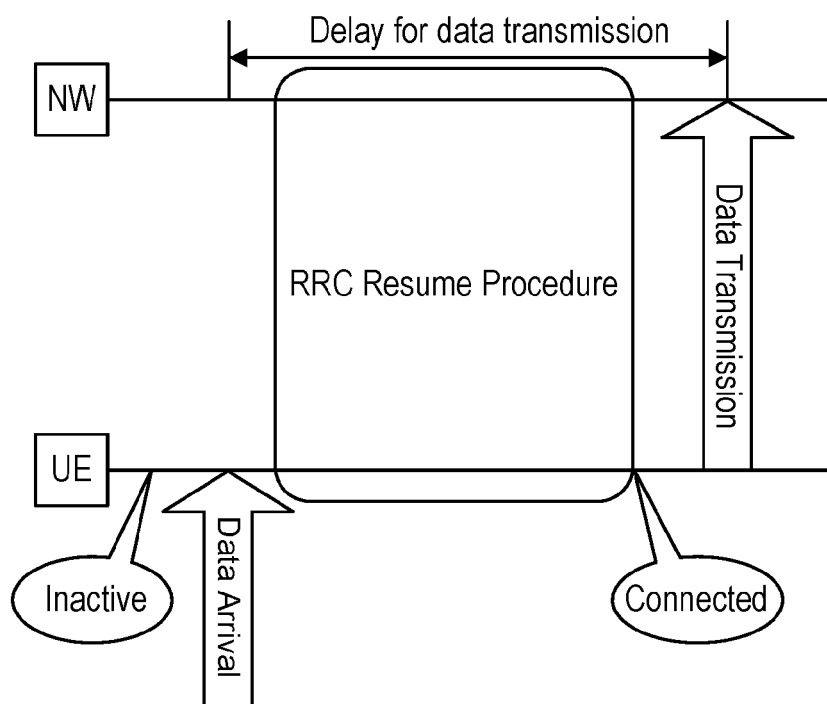 Delay for data transmission
NW
RRC Resume Procedure
Data Transmission
UE
Data Arrival
Inactive
Connected